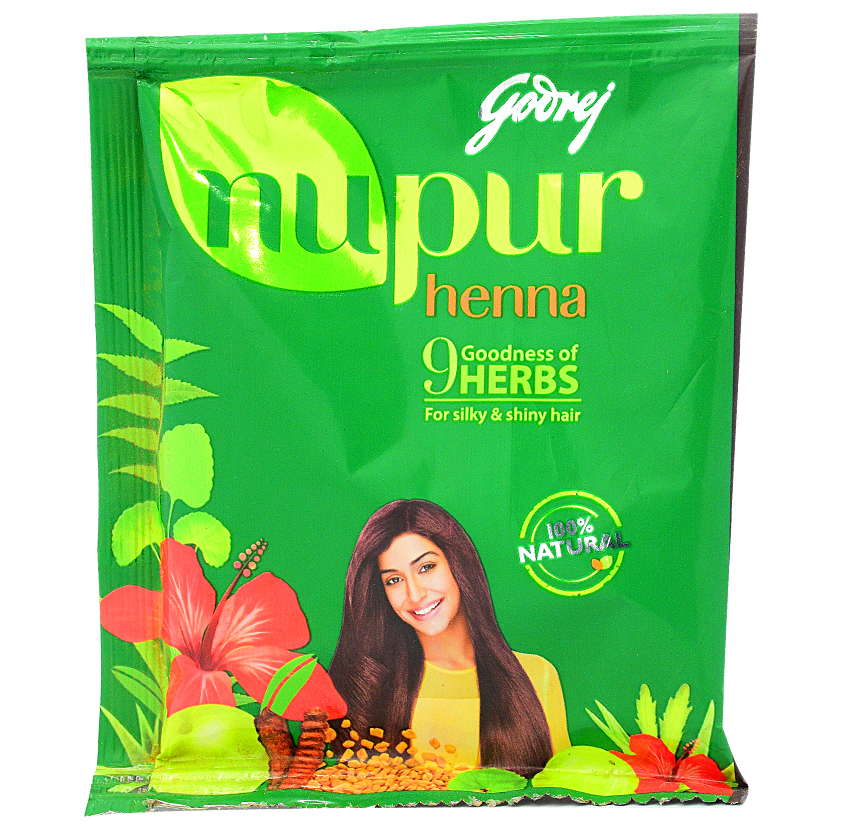 Godrej
nupur
henna
9 Goodness of
HERBS
For silky & shiny hair
100%
NATURAL